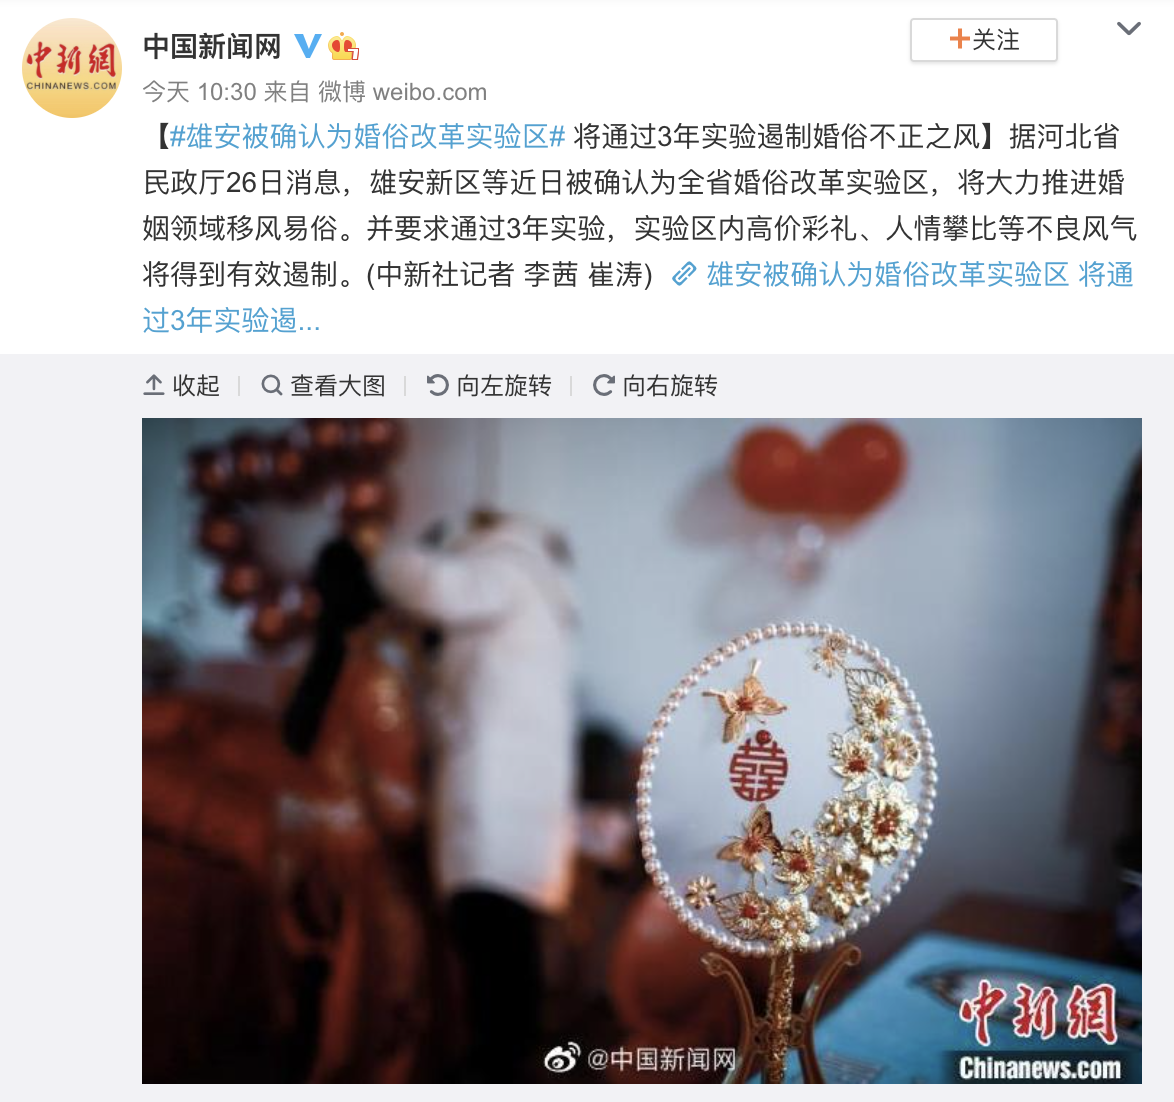 中新網
CHINANEWS.COM
中国新闻网
7
+关注
今天 10:30 来自 微博 weibo.com
【#雄安被确认为婚俗改革实验区# 将通过3年实验遏制婚俗不正之风】据河北省
民政厅26日消息，雄安新区等近日被确认为全省婚俗改革实验区，将大力推进婚
姻领域移风易俗。并要求通过3年实验，实验区内高价彩礼、人情攀比等不良风气
将得到有效遏制。(中新社记者 李茜 崔涛) 雄安被确认为婚俗改革实验区 将通
过3年实验遏...
收起
查看大图
向左旋转
向右旋转
囍
@中国新闻网
中新網
Chinanews.com